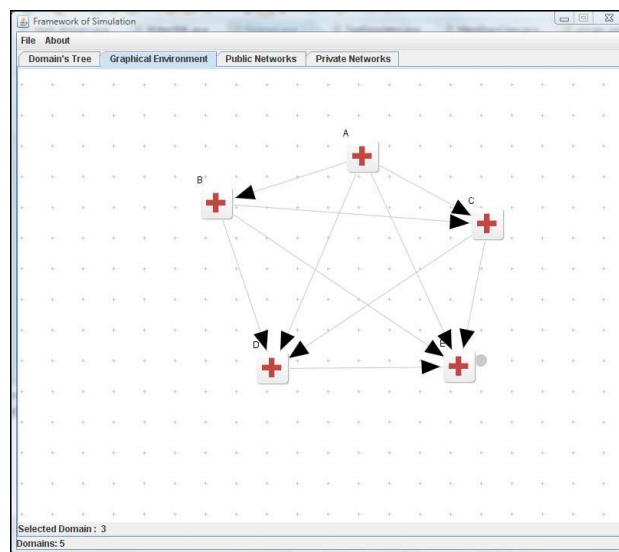 Framework of Simulation
File About
Domain's Tree Graphical Environment Public Networks Private Networks
A
B
C
D
E
Selected Domain : 3
Domains: 5